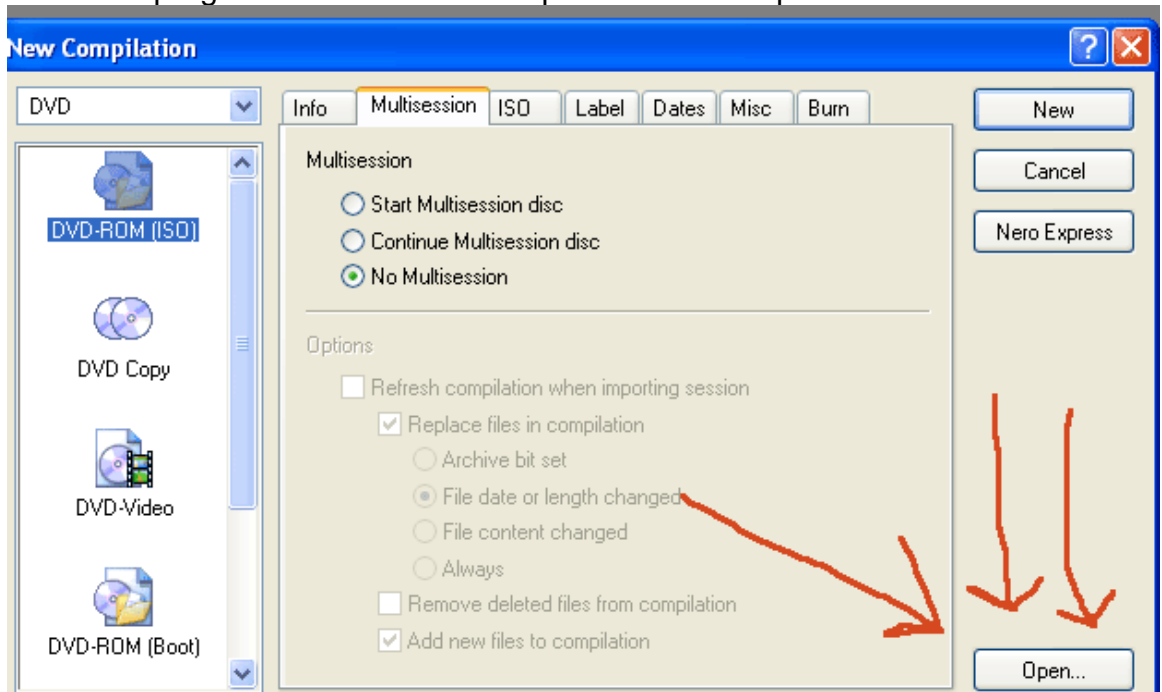 New Compilation
DVD
Info Multisession ISO Label Dates Misc Burn
New
Cancel
Nero Express
DVD-ROM (ISO)
DVD Copy
DVD-Video
DVD-ROM (Boot)
Multisession
Start Multisession disc
Continue Multisession disc
No Multisession
Options
Refresh compilation when importing session
Replace files in compilation
Archive bit set
File date or length changed
File content changed
Always
Remove deleted files from compilation
Add new files to compilation
Open...